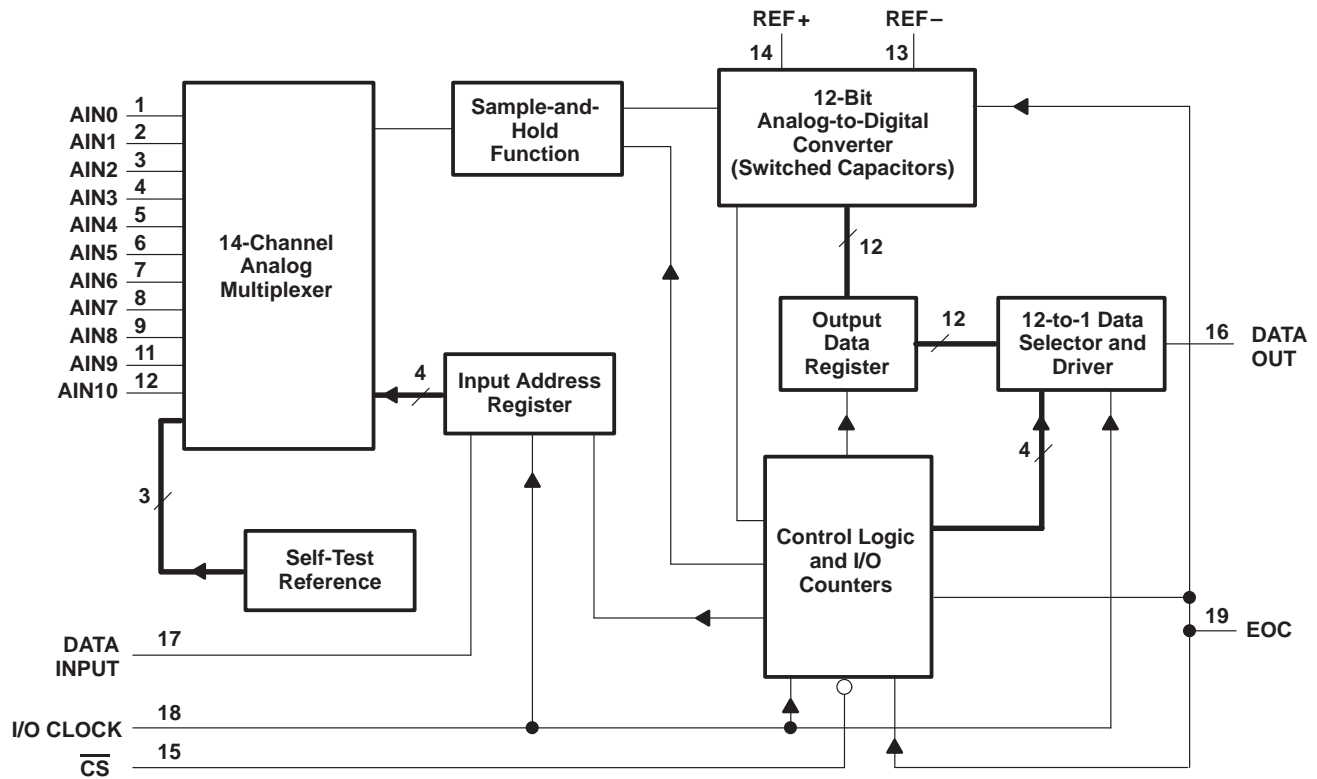 REF+
REF–
14
13
12-Bit
Analog-to-Digital
Converter
(Switched Capacitors)
Sample-and-
Hold
Function
14-Channel
Analog
Multiplexer
AIN0
1
AIN1
2
AIN2
3
AIN3
4
AIN4
5
AIN5
6
AIN6
7
AIN7
8
AIN8
9
AIN9
11
AIN10
12
12
Output
Data
Register
12
12-to-1 Data
Selector and
Driver
16
DATA
OUT
4
Input Address
Register
4
3
Self-Test
Reference
Control Logic
and I/O
Counters
19
EOC
DATA
INPUT
17
I/O CLOCK
18
C̅S̅
15